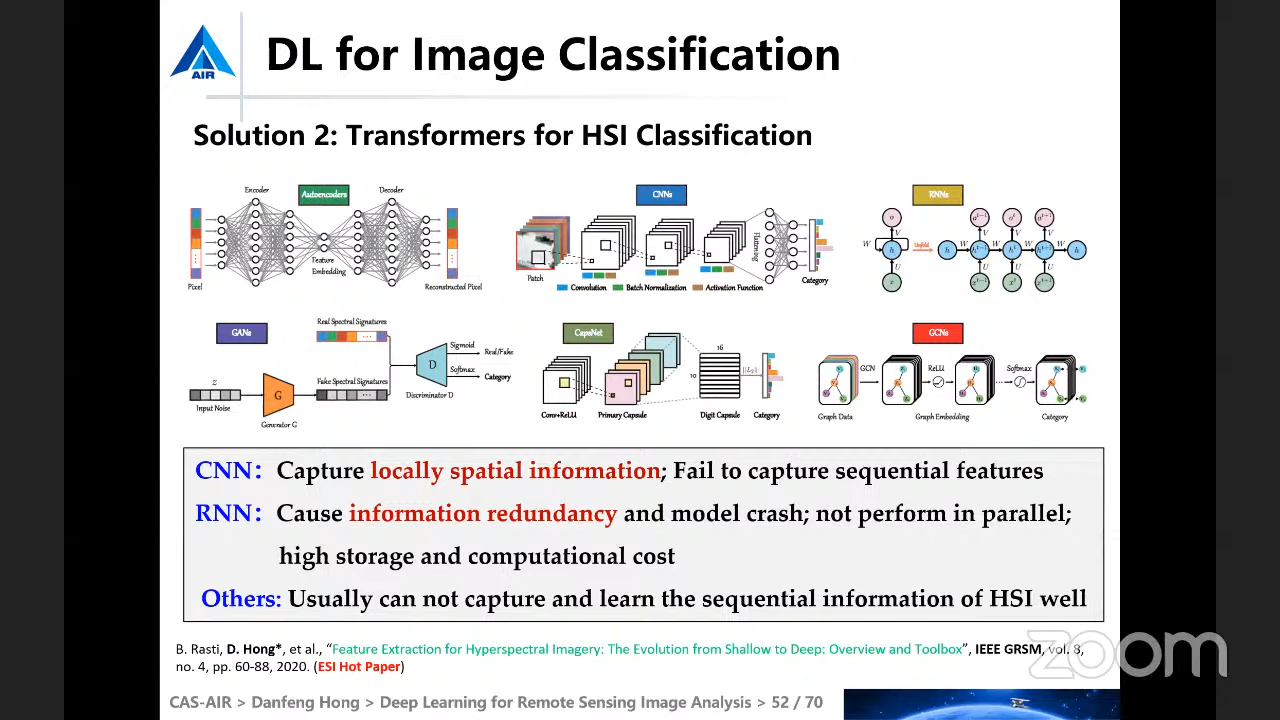 AIR
DL for Image Classification
Solution 2: Transformers for HSI Classification
Encoder
Autoencoders
Decoder
Feature
Embedding
Pixel
Reconstructed Pixel
CNNs
Flattening
Patch
Category
Convolution
Batch Normalization
Activation Function
RNNs
Unfold
GANs
Real Spectral Signatures
z
Input Noise
G
Generator G
Fake Spectral Signatures
D
Discriminator D
Sigmoid
Real/Fake
Softmax
Category
CapsNet
16
10
||L2||
Conv+ReLU
Primary Capsule
Digit Capsule
Category
GCNs
GCN
ReLU
Softmax
Graph Data
Graph Embedding
Category
CNN: Capture locally spatial information; Fail to capture sequential features
RNN: Cause information redundancy and model crash; not perform in parallel;
high storage and computational cost
Others: Usually can not capture and learn the sequential information of HSI well
B. Rasti, D. Hong*, et al., “Feature Extraction for Hyperspectral Imagery: The Evolution from Shallow to Deep: Overview and Toolbox”, IEEE GRSM, vol. 8,
no. 4, pp. 60-88, 2020. (ESI Hot Paper)
CAS-AIR > Danfeng Hong > Deep Learning for Remote Sensing Image Analysis > 52 / 70
zoom